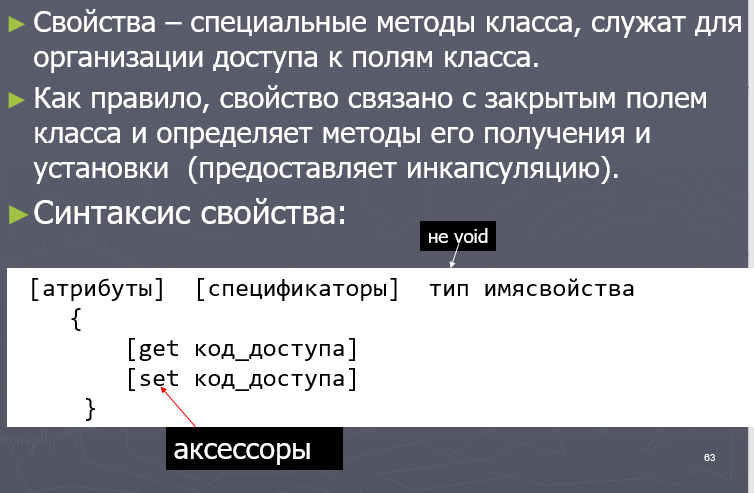 ► Свойства – специальные методы класса, служат для
организации доступа к полям класса.
► Как правило, свойство связано с закрытым полем
класса и определяет методы его получения и
установки (предоставляет инкапсуляцию).
► Синтаксис свойства:
не void
[атрибуты] [спецификаторы] тип имясвойства
{
[get код_доступа]
[set код_доступа]
}
аксессоры
63